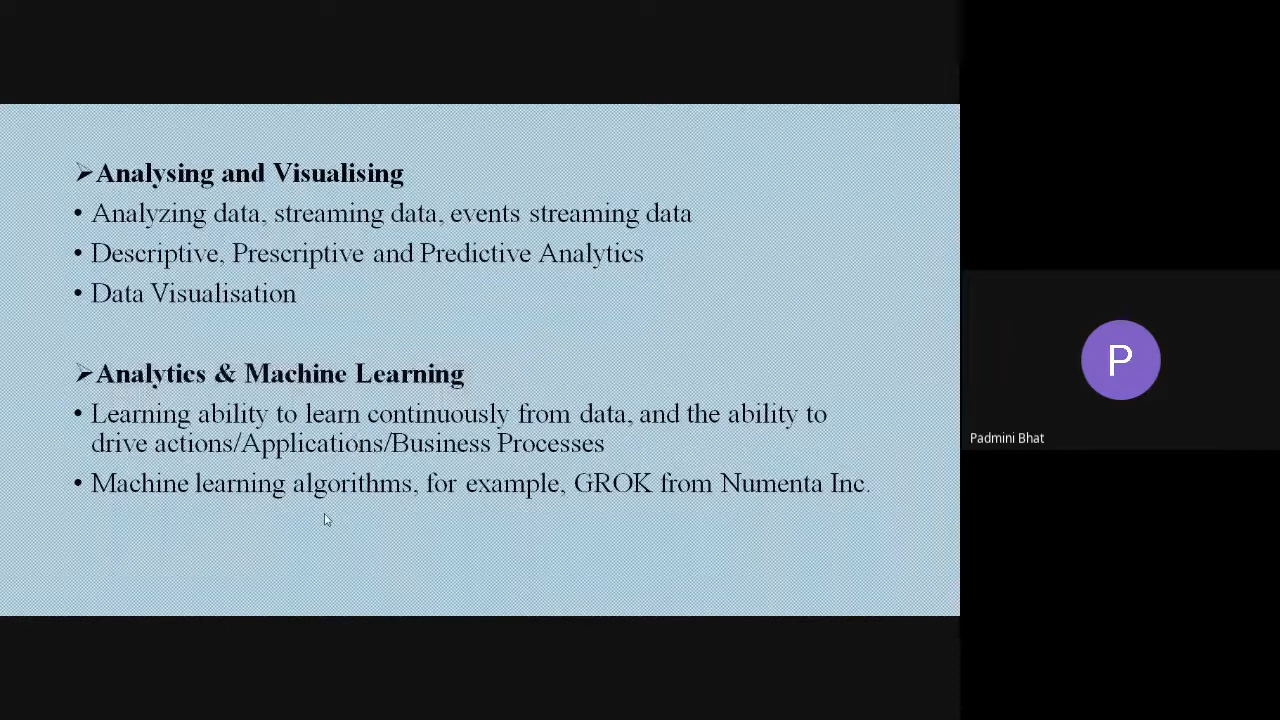 ➢Analysing and Visualising
• Analyzing data, streaming data, events streaming data
• Descriptive, Prescriptive and Predictive Analytics
• Data Visualisation
➢Analytics & Machine Learning
• Learning ability to learn continuously from data, and the ability to
drive actions/Applications/Business Processes
• Machine learning algorithms, for example, GROK from Numenta Inc.
P
Padmini Bhat